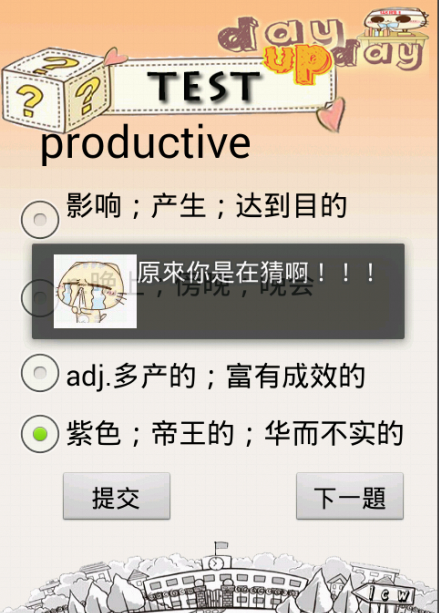 day
up
day
TEST
productive
影响；产生；达到目的
晚上；傍晚；晚会
原來你是在猜啊！！！
adj.多产的；富有成效的
紫色；帝王的；华而不实的
提交
下一題